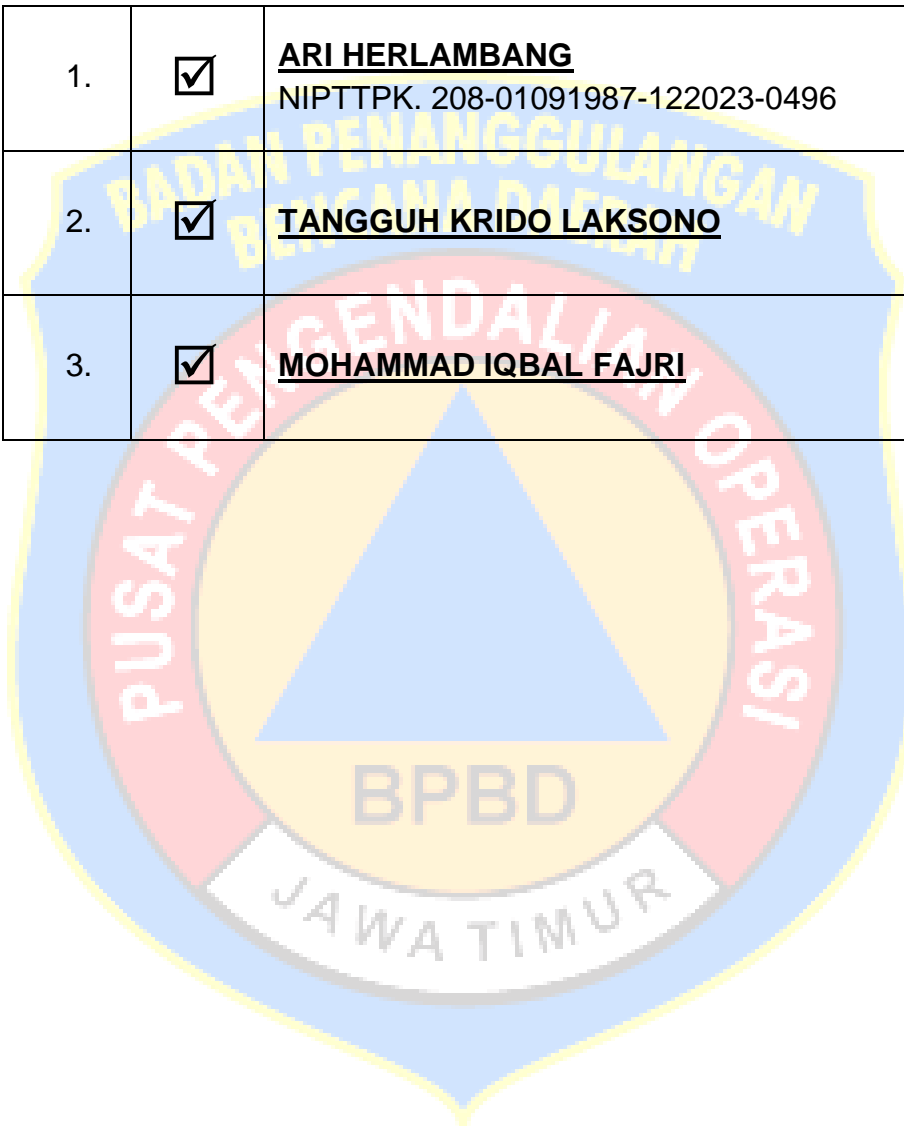 1. ☑ ARI HERLAMBANG
NIPTTPK. 208-01091987-122023-0496
2. ☑ TANGGUH KRIDO LAKSONO
3. ☑ MOHAMMAD IQBAL FAJRI
BADAN PENANGGULANGAN
BENCANA DAERAH
PUSAT PENGENDALIAN OPERASI
BPBD
JAWA TIMUR